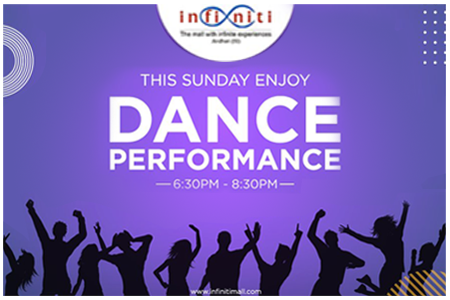 infiniti
The mall with infinite experiences
Andheri (W)
THIS SUNDAY ENJOY
DANCE
PERFORMANCE
6:30PM - 8:30PM
www.infinitimall.com